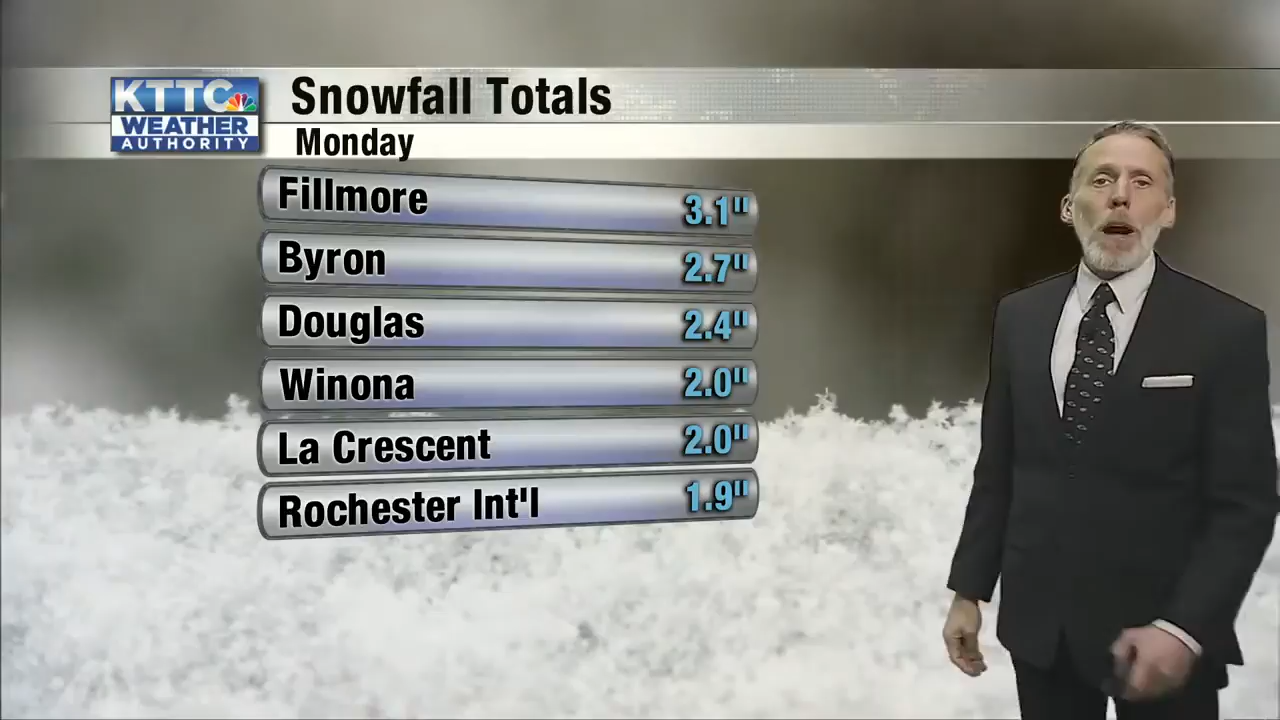 KTTC
WEATHER
AUTHORITY
Snowfall Totals
Monday
Fillmore 3.1"
Byron 2.7"
Douglas 2.4"
Winona 2.0"
La Crescent 2.0"
Rochester Int'l 1.9"